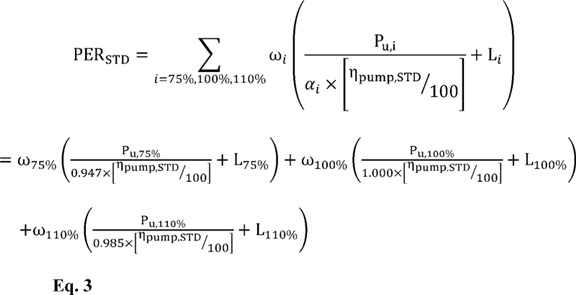 PER_STD = ∑_{i=75%,100%,110%} ω_i ( P_{u,i} / ( α_i × [ η_{pump,STD}/100 ] ) + L_i )
= ω_{75%} ( P_{u,75%} / ( 0.947×[ η_{pump,STD}/100 ] ) + L_{75%} ) + ω_{100%} ( P_{u,100%} / ( 1.000×[ η_{pump,STD}/100 ] ) + L_{100%} )
+ω_{110%} ( P_{u,110%} / ( 0.985×[ η_{pump,STD}/100 ] ) + L_{110%} )
Eq. 3